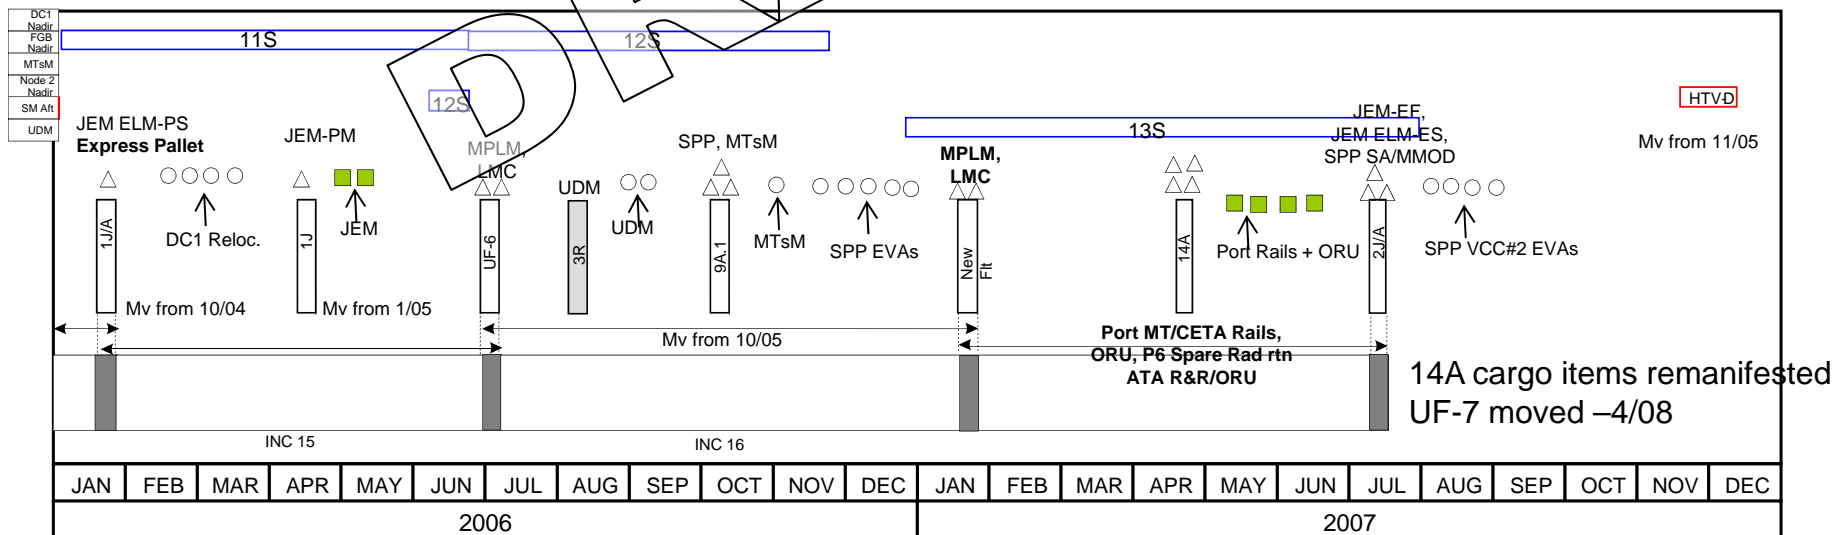 DC1
Nadir
FGB
Nadir
MTsM
Node 2
Nadir
SM Aft
UDM
11S
12S
12S
13S
HTV-D
Mv from 11/05
JEM ELM-PS
Express Pallet
JEM-PM
MPLM,
LMC
UDM
SPP, MTsM
MPLM,
LMC
JEM-EF,
JEM ELM-ES,
SPP SA/MMOD
DC1 Reloc.
JEM
UDM
MTsM
SPP EVAs
Port Rails + ORU
SPP VCC#2 EVAs
1J/A
1J
UF-6
3R
9A.1
New
Flt
14A
2J/A
Mv from 10/04
Mv from 1/05
Mv from 10/05
Port MT/CETA Rails,
ORU, P6 Spare Rad rtn
ATA R&R/ORU
14A cargo items remanifested
UF-7 moved –4/08
INC 15
INC 16
JAN FEB MAR APR MAY JUN JUL AUG SEP OCT NOV DEC JAN FEB MAR APR MAY JUN JUL AUG SEP OCT NOV DEC
2006 2007